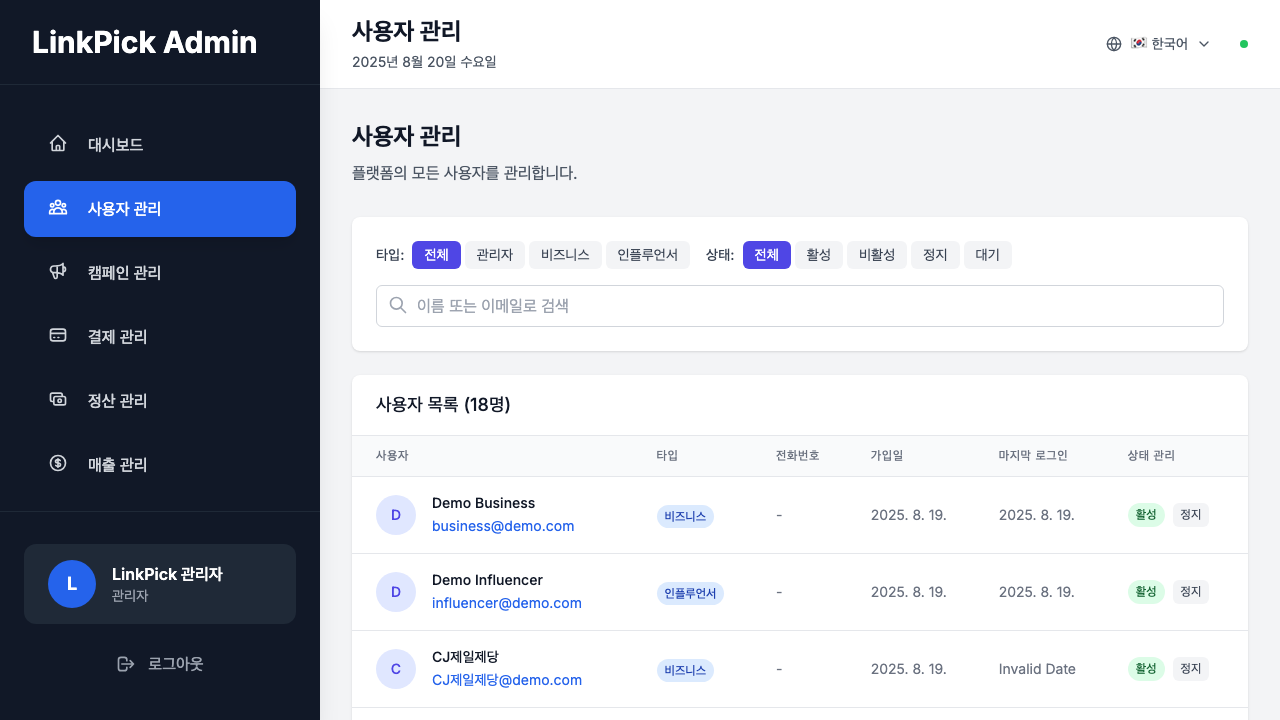 LinkPick Admin
대시보드
사용자 관리
캠페인 관리
결제 관리
정산 관리
매출 관리
L
LinkPick 관리자
관리자
로그아웃
사용자 관리
2025년 8월 20일 수요일
🇰🇷 한국어
사용자 관리
플랫폼의 모든 사용자를 관리합니다.
타입: 전체 관리자 비즈니스 인플루언서 상태: 전체 활성 비활성 정지 대기
이름 또는 이메일로 검색
사용자 목록 (18명)
사용자 타입 전화번호 가입일 마지막 로그인 상태 관리
D Demo Business
business@demo.com
비즈니스 - 2025. 8. 19. 2025. 8. 19. 활성 정지
D Demo Influencer
influencer@demo.com
인플루언서 - 2025. 8. 19. 2025. 8. 19. 활성 정지
C CJ제일제당
CJ제일제당@demo.com
비즈니스 - 2025. 8. 19. Invalid Date 활성 정지